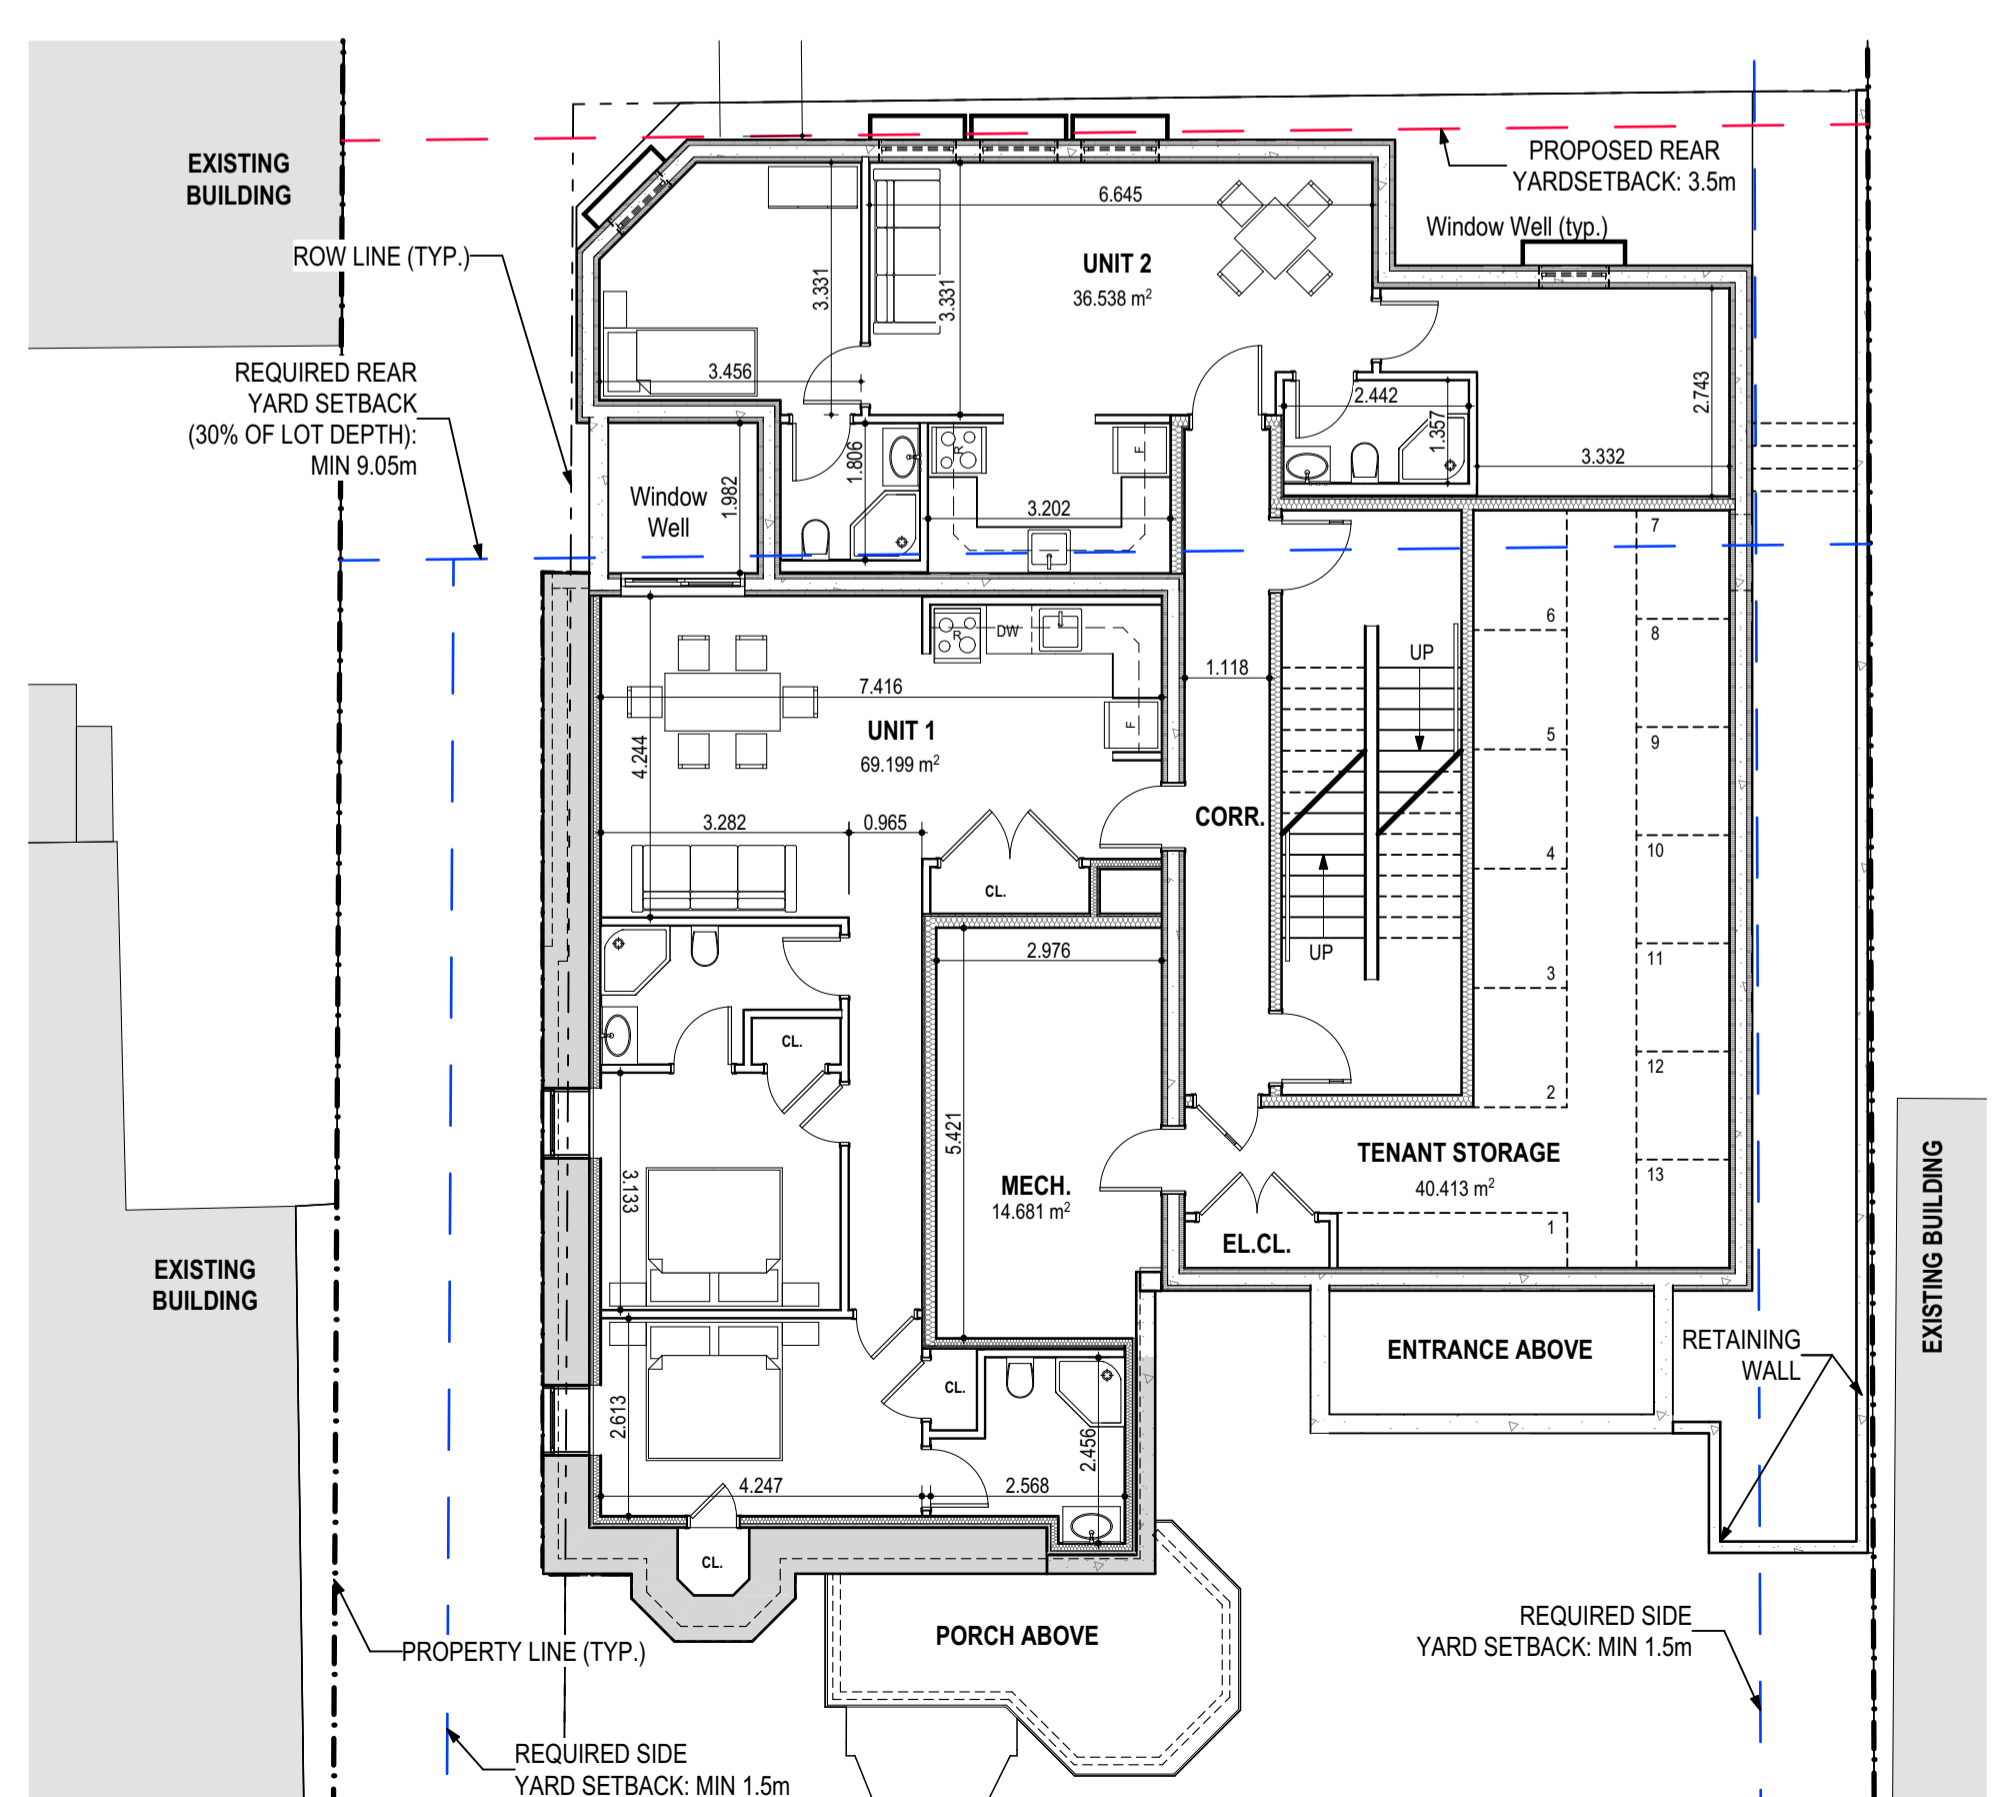 EXISTING
BUILDING
PROPOSED REAR
YARDSETBACK: 3.5m
Window Well (typ.)
ROW LINE (TYP.)
6.645
UNIT 2
36.538 m²
3.331
3.331
3.456
REQUIRED REAR
YARD SETBACK
(30% OF LOT DEPTH):
MIN 9.05m
2.442
1.357
2.743
3.332
Window
Well
1.982
1.806
R
F
3.202
7
6
8
5
9
4
10
3
11
2
12
13
1
R
DW
F
7.416
UNIT 1
69.199 m²
4.244
3.282
0.965
1.118
CORR.
UP
UP
CL.
2.976
5.421
CL.
3.133
MECH.
14.681 m²
TENANT STORAGE
40.413 m²
EL.CL.
EXISTING
BUILDING
EXISTING BUILDING
ENTRANCE ABOVE
RETAINING
WALL
CL.
2.613
2.456
4.247
2.568
CL.
PORCH ABOVE
PROPERTY LINE (TYP.)
REQUIRED SIDE
YARD SETBACK: MIN 1.5m
REQUIRED SIDE
YARD SETBACK: MIN 1.5m